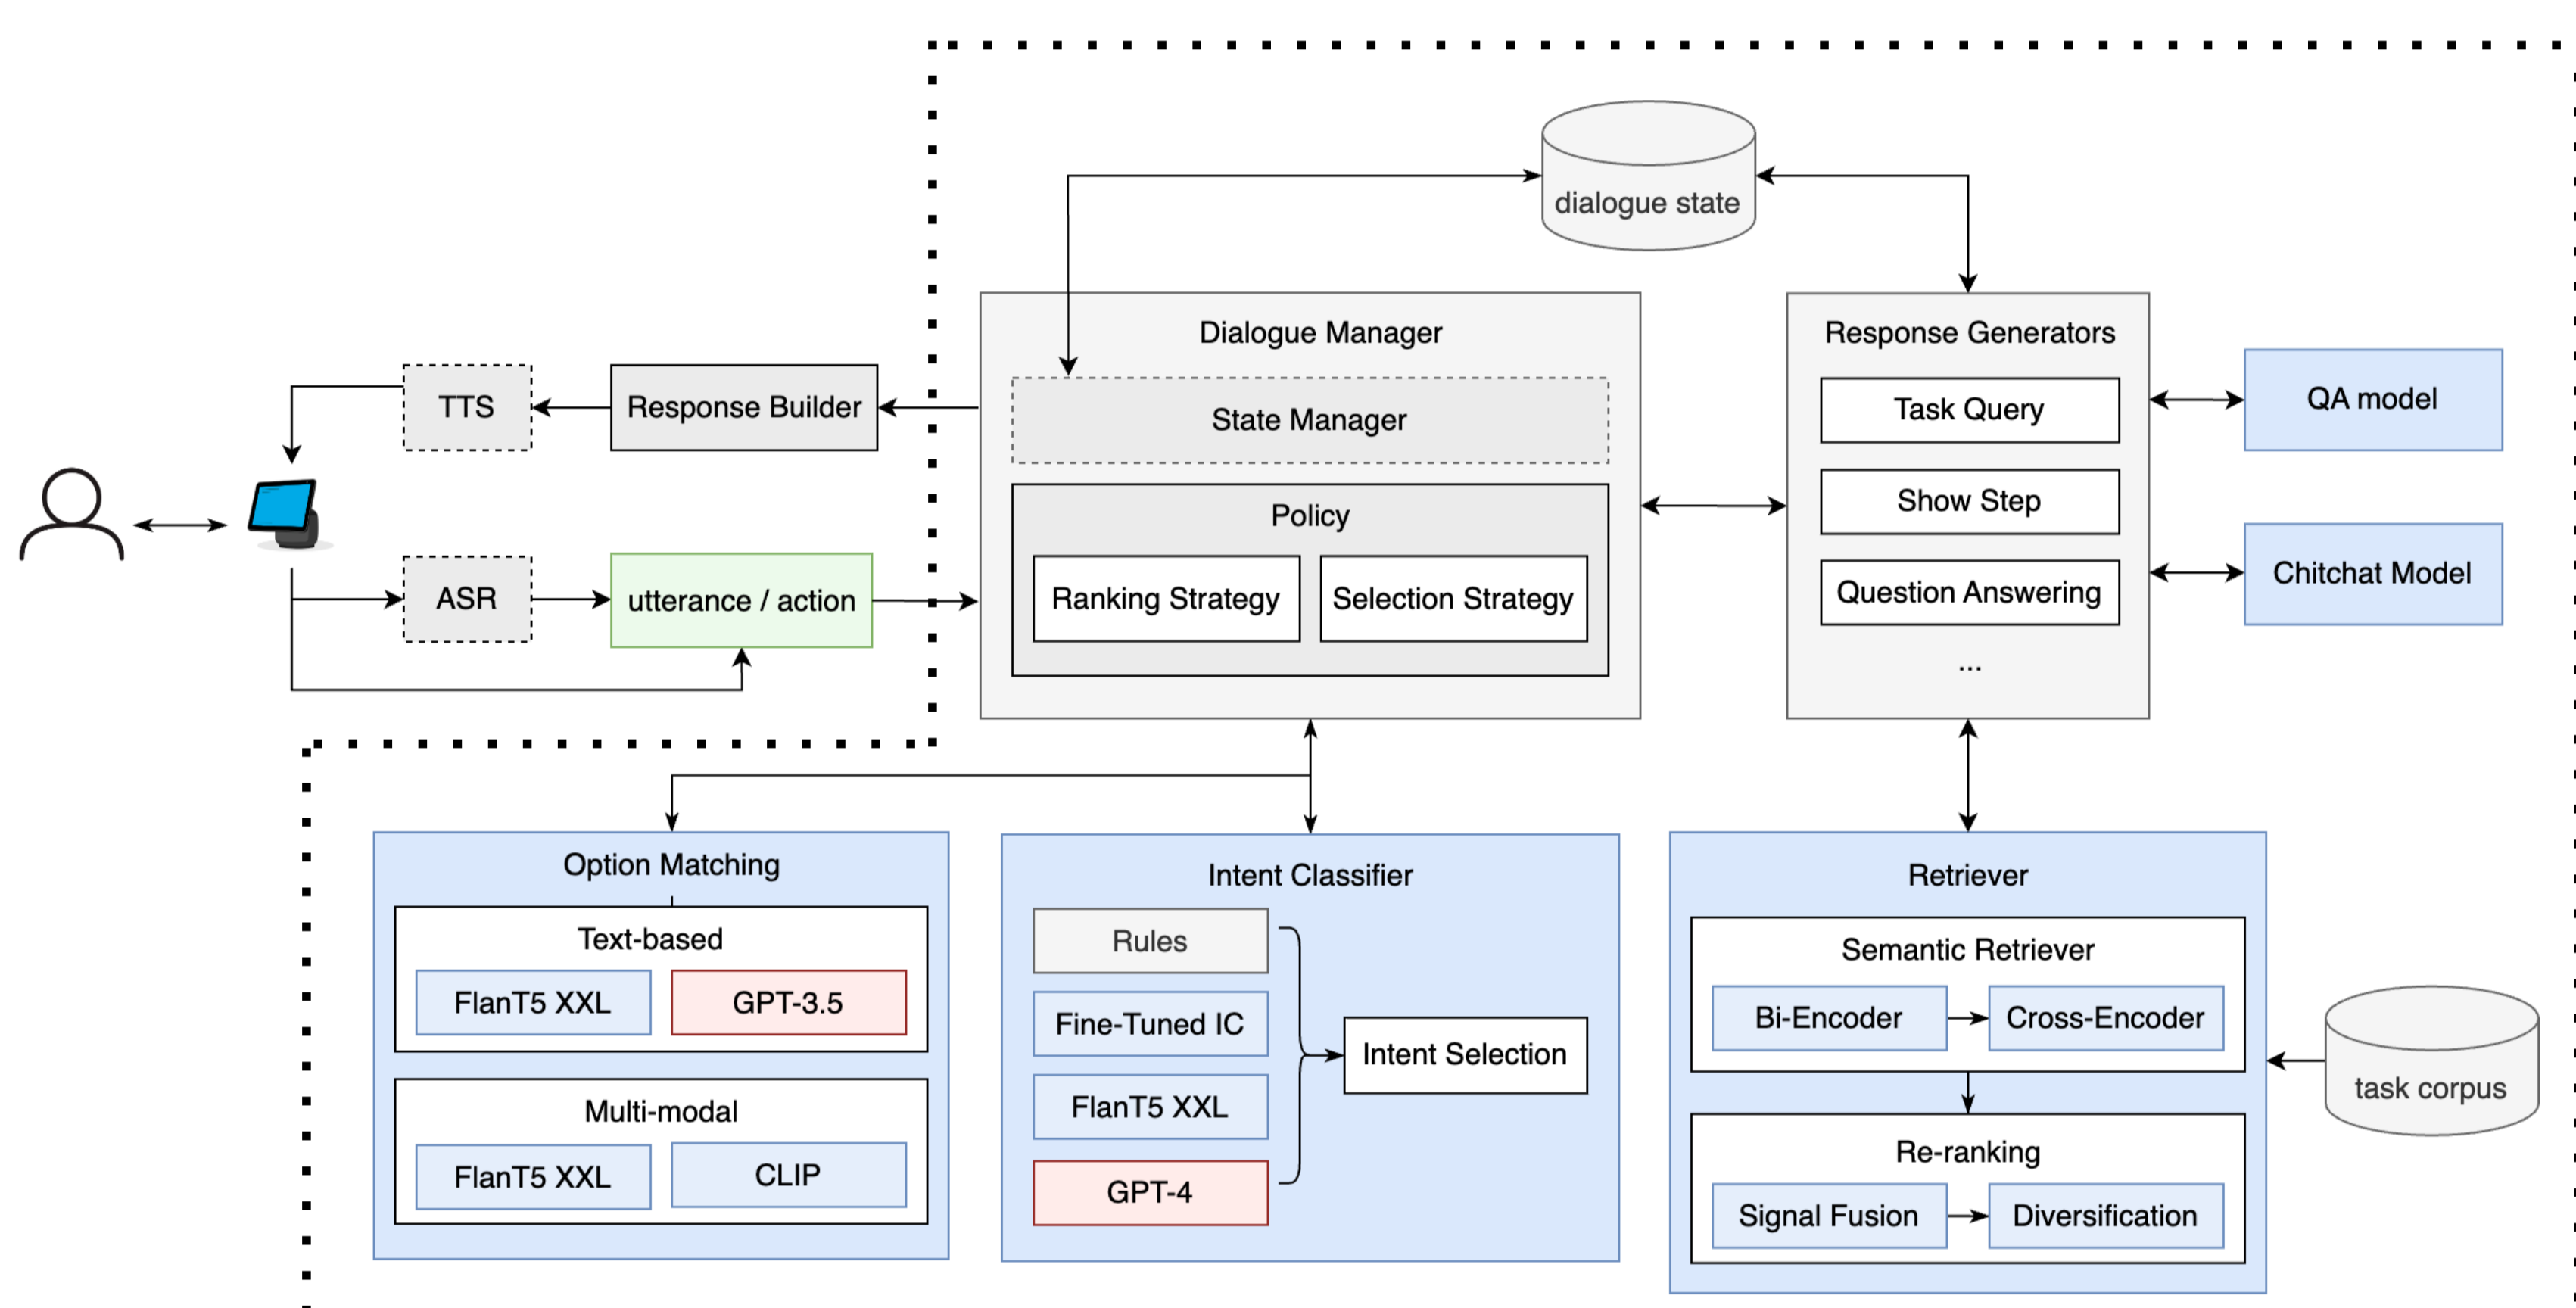 dialogue state
Dialogue Manager
State Manager
Policy
Ranking Strategy
Selection Strategy
Response Generators
Task Query
Show Step
Question Answering
...
QA model
Chitchat Model
TTS
Response Builder
ASR
utterance / action
Option Matching
Text-based
FlanT5 XXL
GPT-3.5
Multi-modal
FlanT5 XXL
CLIP
Intent Classifier
Rules
Fine-Tuned IC
FlanT5 XXL
GPT-4
Intent Selection
Retriever
Semantic Retriever
Bi-Encoder
Cross-Encoder
Re-ranking
Signal Fusion
Diversification
task corpus